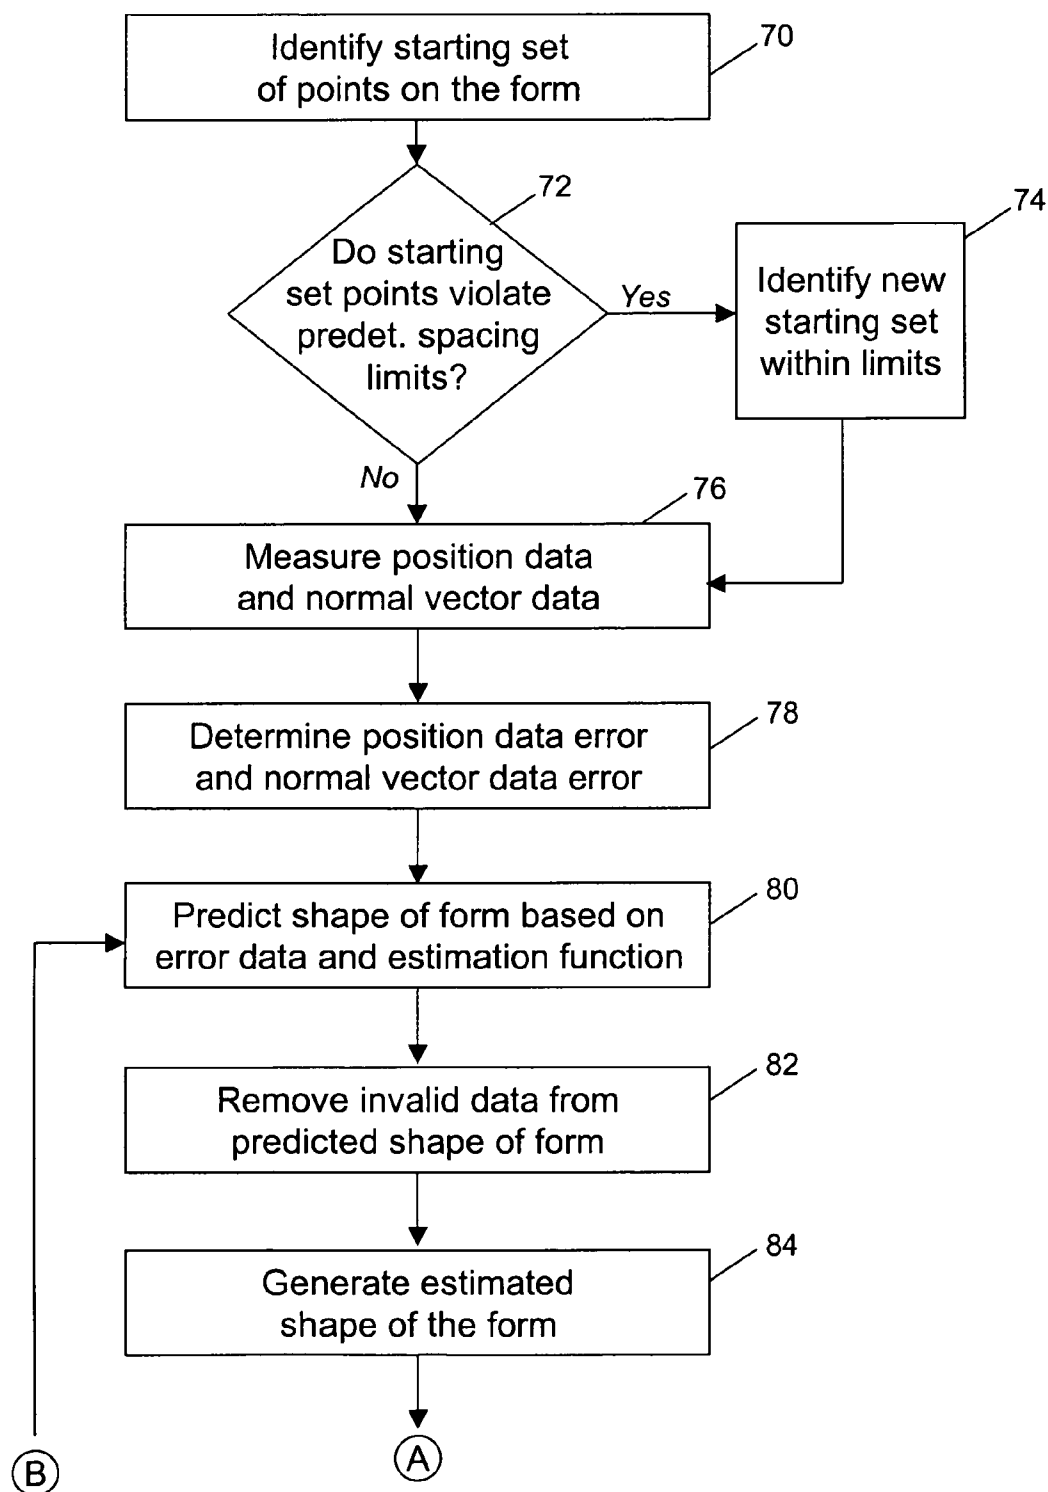 Identify starting set
of points on the form
70
72
Do starting
set points violate
predet. spacing
limits?
Yes
74
Identify new
starting set
within limits
No
76
Measure position data
and normal vector data
78
Determine position data error
and normal vector data error
80
Predict shape of form based on
error data and estimation function
82
Remove invalid data from
predicted shape of form
84
Generate estimated
shape of the form
B
A